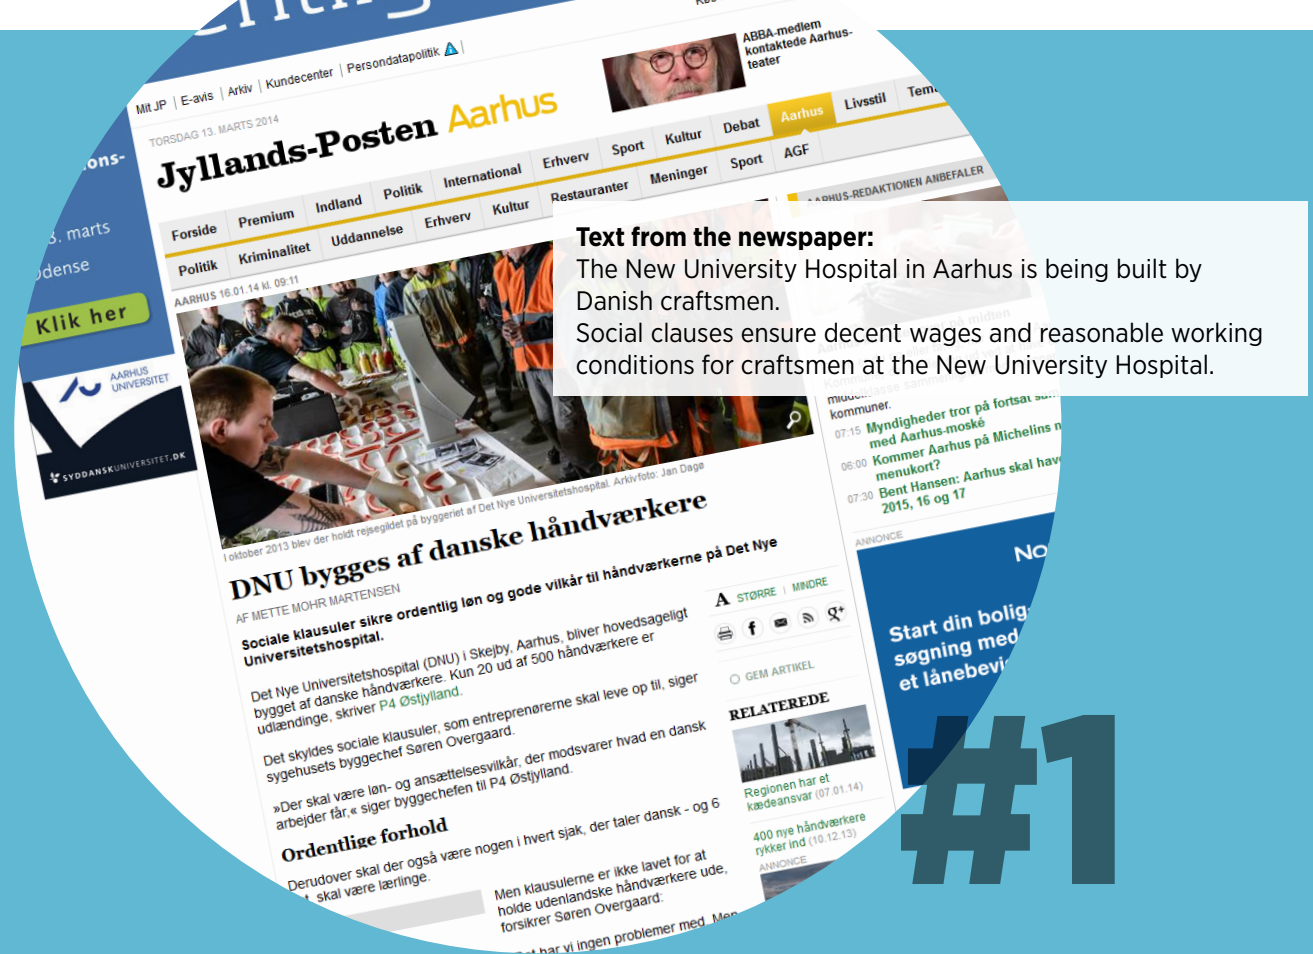 Mit JP | E-avis | Arkiv | Kundecenter | Persondatapolitik
TORSDAG 13. MARTS 2014
Jyllands-Posten Aarhus
ABBA-medlem
kontaktede Aarhus-
teater
Forside Premium Indland Politik International Erhverv Sport Kultur Debat Aarhus Livsstil
Politik Kriminalitet Uddannelse Erhverv Kultur Restauranter Meninger Sport AGF
marts
Klik her
AARHUS
UNIVERSITET
SYDDANSKUNIVERSITET.DK
AARHUS 16.01.14 kl. 09:11
AARHUS-REDAKTIONEN ANBEFALER
Text from the newspaper:
The New University Hospital in Aarhus is being built by
Danish craftsmen.
Social clauses ensure decent wages and reasonable working
conditions for craftsmen at the New University Hospital.
kommuner.
07:15 Myndigheder tror på fortsat
med Aarhus-moské
06:00 Kommer Aarhus på Michelins
menukort?
07:30 Bent Hansen: Aarhus skal have
2015, 16 og 17
I oktober 2013 blev der holdt rejsegildet på byggeriet af Det Nye Universitetshospital. Arkivfoto: Jan Dagø
DNU bygges af danske håndværkere
AF METTE MOHR MARTENSEN
Sociale klausuler sikre ordentlig løn og gode vilkår til håndværkerne på Det Nye
Universitetshospital.
Det Nye Universitetshospital (DNU) i Skejby, Aarhus, bliver hovedsageligt
bygget af danske håndværkere. Kun 20 ud af 500 håndværkere er
udlændinge, skriver P4 Østjylland.
Det skyldes sociale klausuler, som entreprenørerne skal leve op til, siger
sygehusets byggechef Søren Overgaard.
»Der skal være løn- og ansættelsesvilkår, der modsvarer hvad en dansk
arbejder får,« siger byggechefen til P4 Østjylland.
Ordentlige forhold
Derudover skal der også være nogen i hvert sjak, der taler dansk - og 6
skal være lærlinge.
Men klausulerne er ikke lavet for at
holde udenlandske håndværkere ude,
forsikrer Søren Overgaard:
har vi ingen problemer med. Men
A STØRRE | MINDRE
GEM ARTIKEL
RELATEREDE
Regionen har et
kædeansvar (07.01.14)
400 nye håndværkere
rykker ind (10.12.13)
ANNONCE
ANNONCE
Start din bolig-
søgning med
et lånebevis
#1